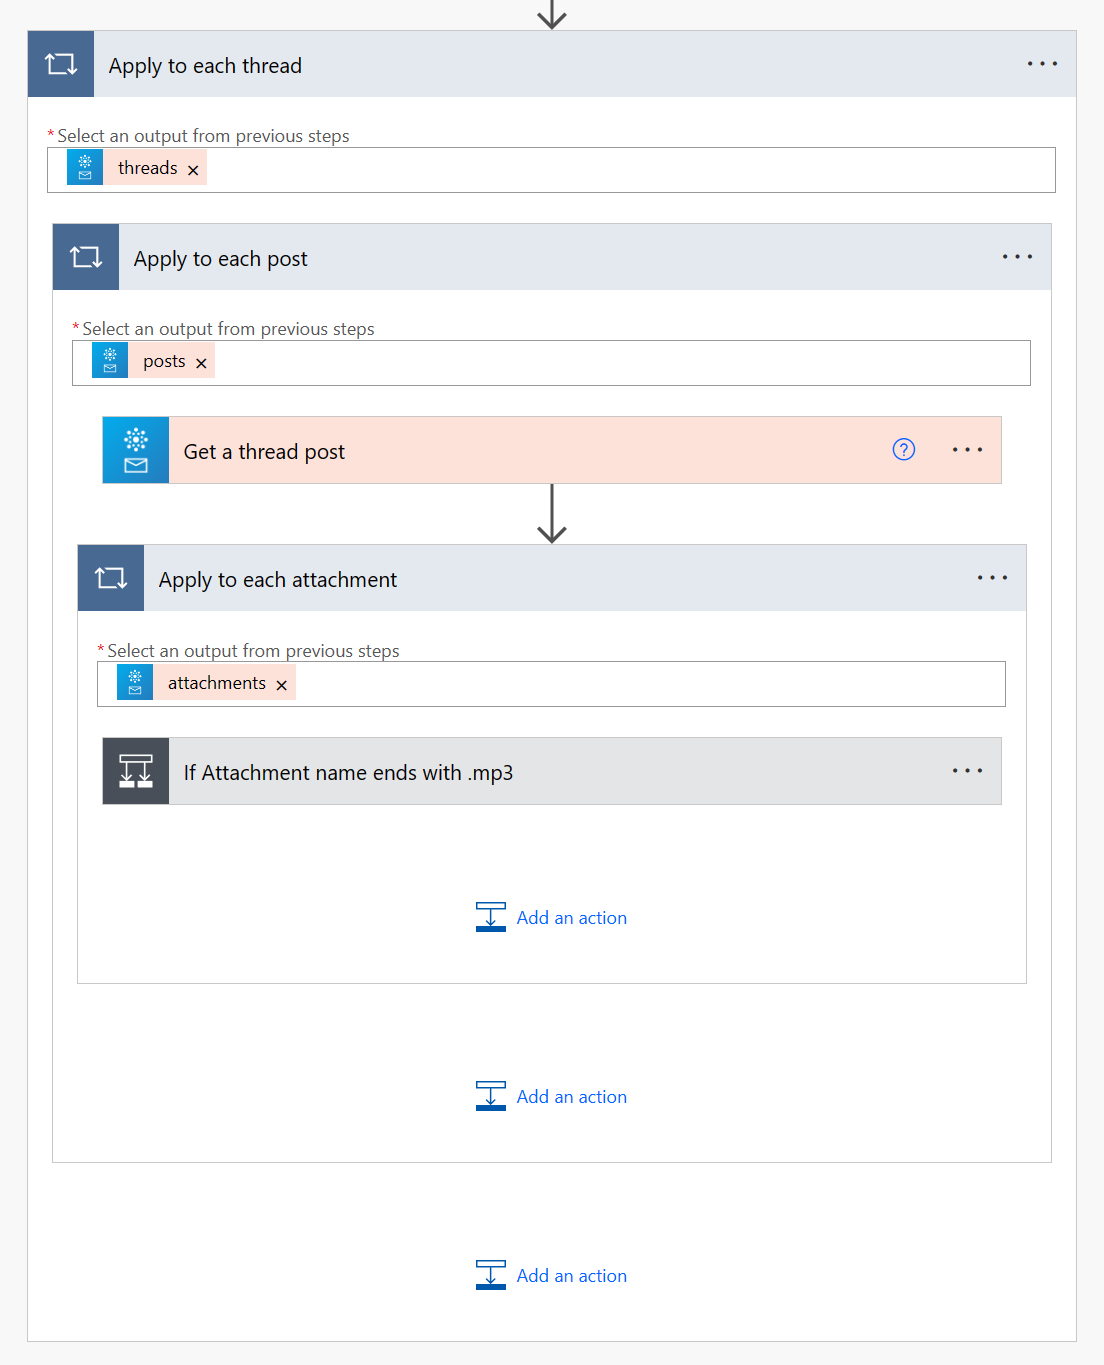 Apply to each thread
* Select an output from previous steps
threads
Apply to each post
* Select an output from previous steps
posts
Get a thread post
Apply to each attachment
* Select an output from previous steps
attachments
If Attachment name ends with .mp3
Add an action
Add an action
Add an action